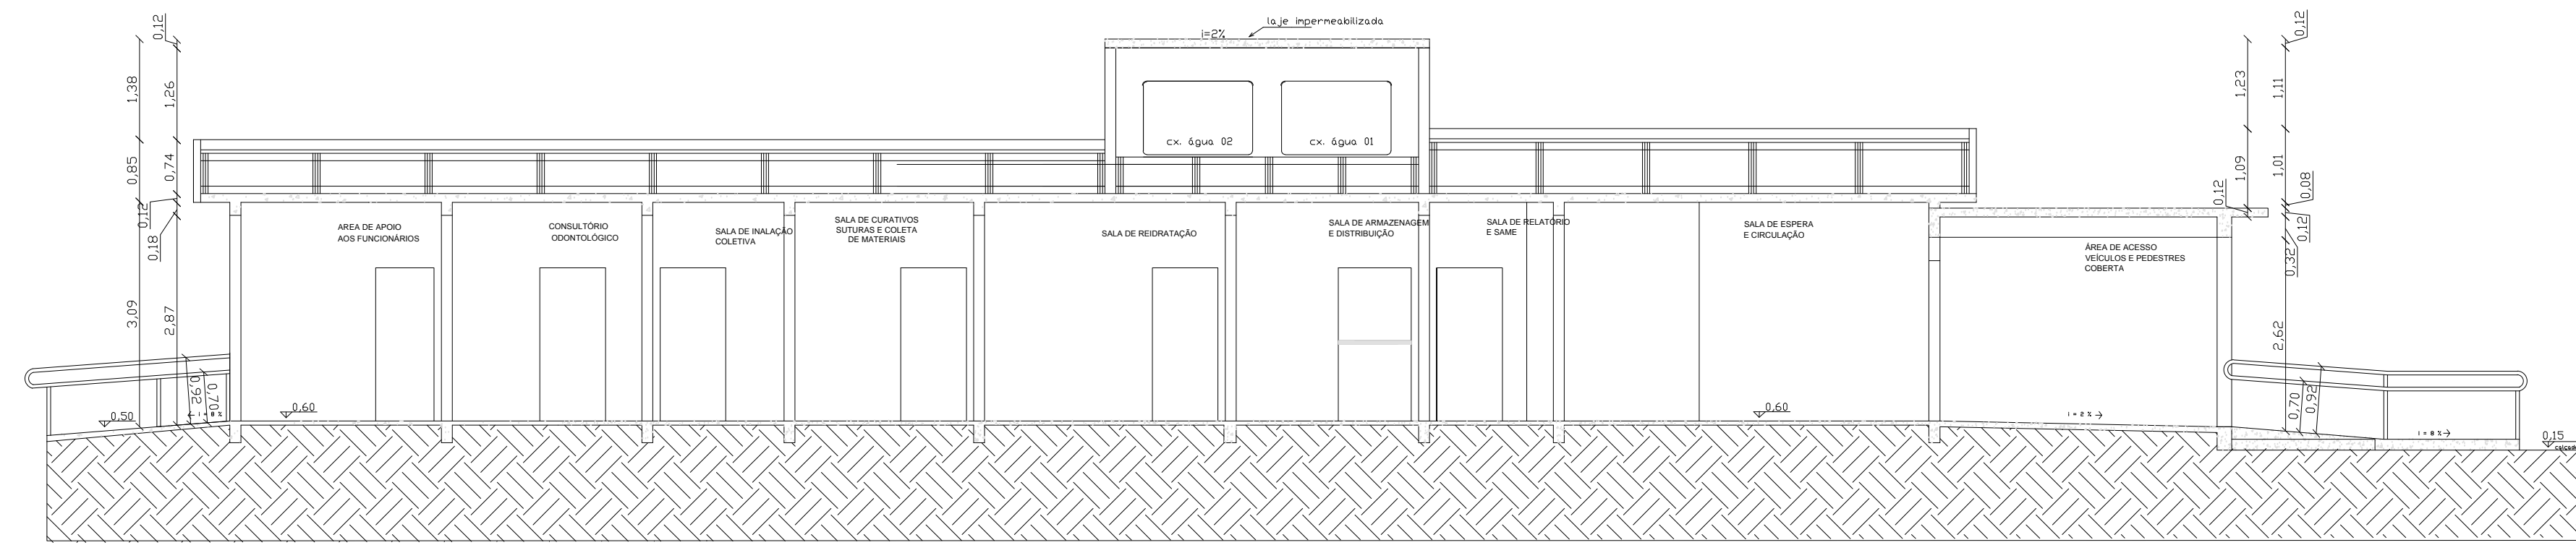 laje impermeabilizada
i=2%
cx. água 02
cx. água 01
0,12
1,38
1,26
0,85
0,74
0,12
0,18
3,09
2,87
AREA DE APOIO
AOS FUNCIONÁRIOS
CONSULTÓRIO
ODONTOLÓGICO
SALA DE INALAÇÃO
COLETIVA
SALA DE CURATIVOS
SUTURAS E COLETA
DE MATERIAIS
SALA DE REIDRATAÇÃO
SALA DE ARMAZENAGEM
E DISTRIBUIÇÃO
SALA DE RELATÓRIO
E SAME
SALA DE ESPERA
E CIRCULAÇÃO
ÁREA DE ACESSO
VEÍCULOS E PEDESTRES
COBERTA
0,12
1,23
1,11
1,09
1,01
0,12
0,08
0,12
0,32
2,62
0,92
0,70
i = 8 %
0,50
0,60
0,60
i = 2 %
0,70
0,92
i = 8 %
0,15